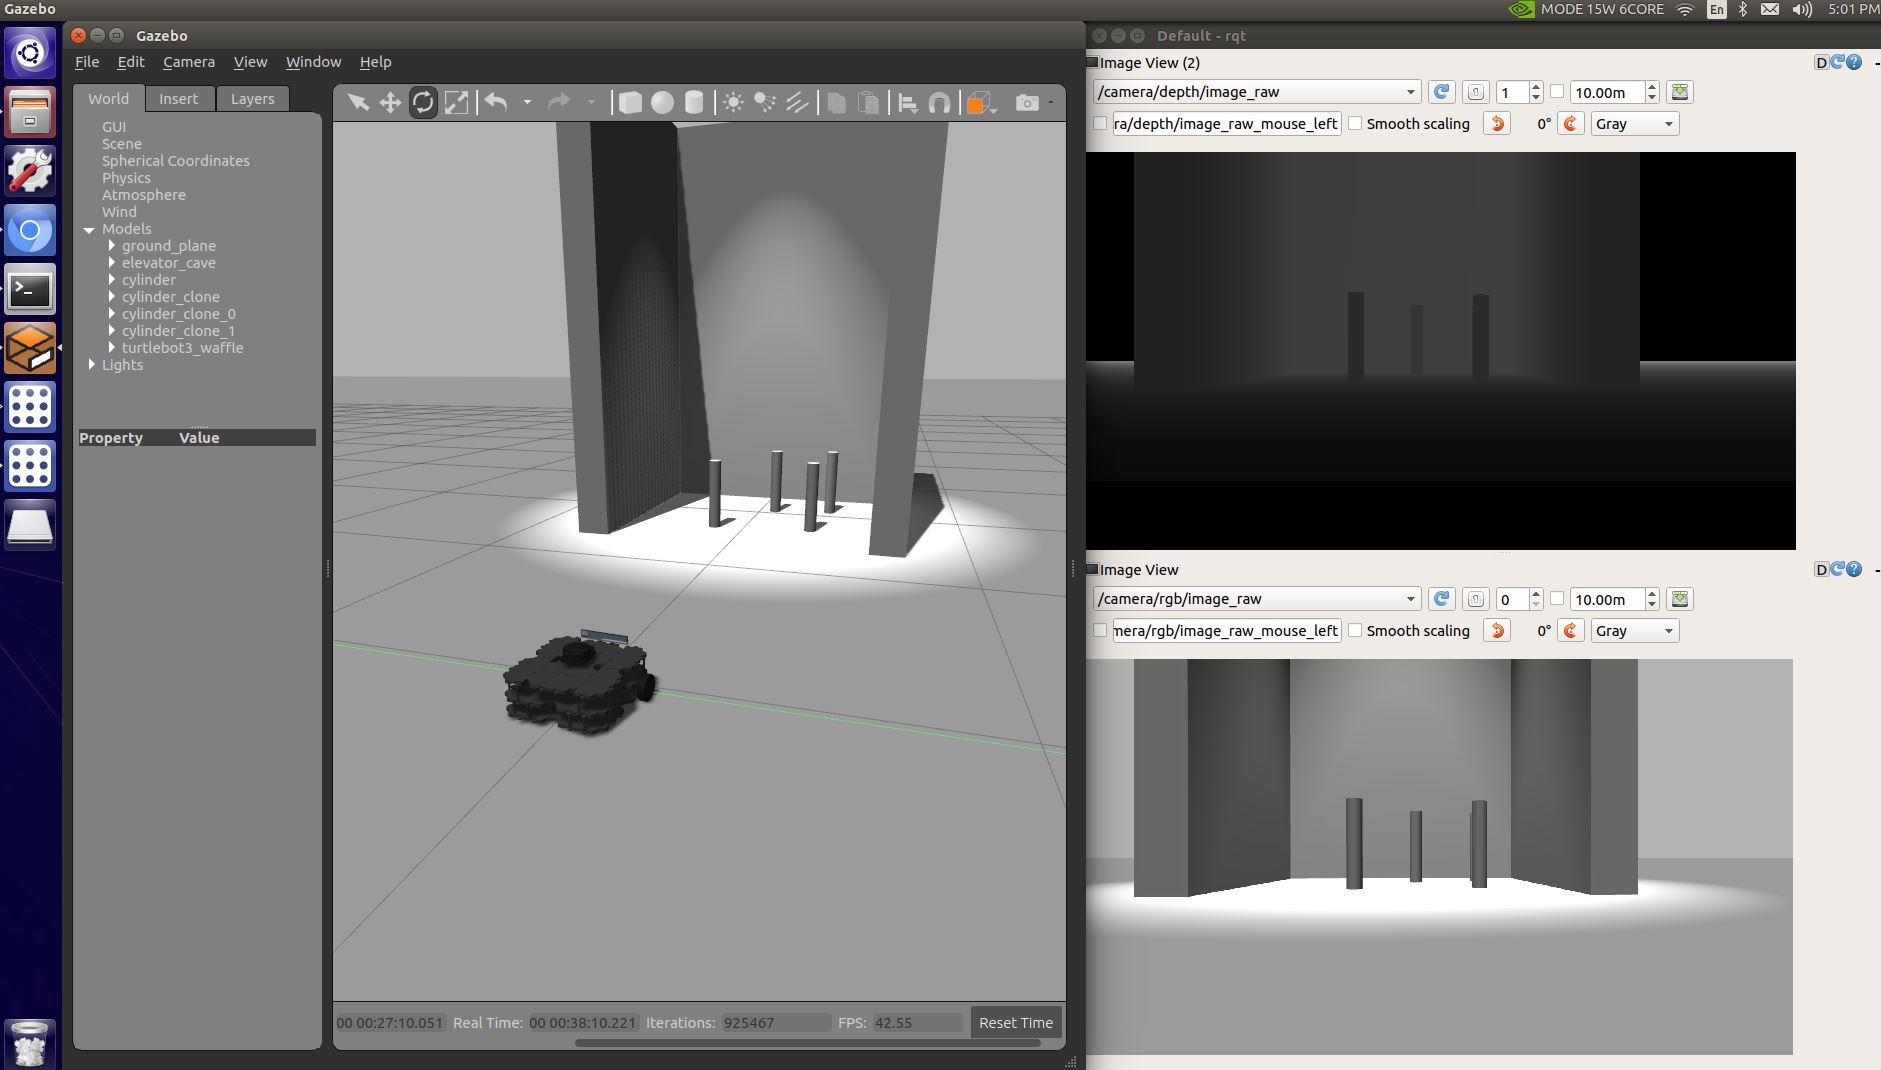 Gazebo
MODE 15W 6CORE En 5:01 PM
Gazebo
File Edit Camera View Window Help
World Insert Layers
GUI
Scene
Spherical Coordinates
Physics
Atmosphere
Wind
Models
ground_plane
elevator_cave
cylinder
cylinder_clone
cylinder_clone_0
cylinder_clone_1
turtlebot3_waffle
Lights
Property Value
00 00:27:10.051 Real Time: 00 00:38:10.221 Iterations: 925467 FPS: 42.55 Reset Time
Default - rqt
Image View (2) D ? -
/camera/depth/image_raw 1 10.00m
ra/depth/image_raw_mouse_left Smooth scaling 0° Gray
Image View D ? -
/camera/rgb/image_raw 0 10.00m
mera/rgb/image_raw_mouse_left Smooth scaling 0° Gray